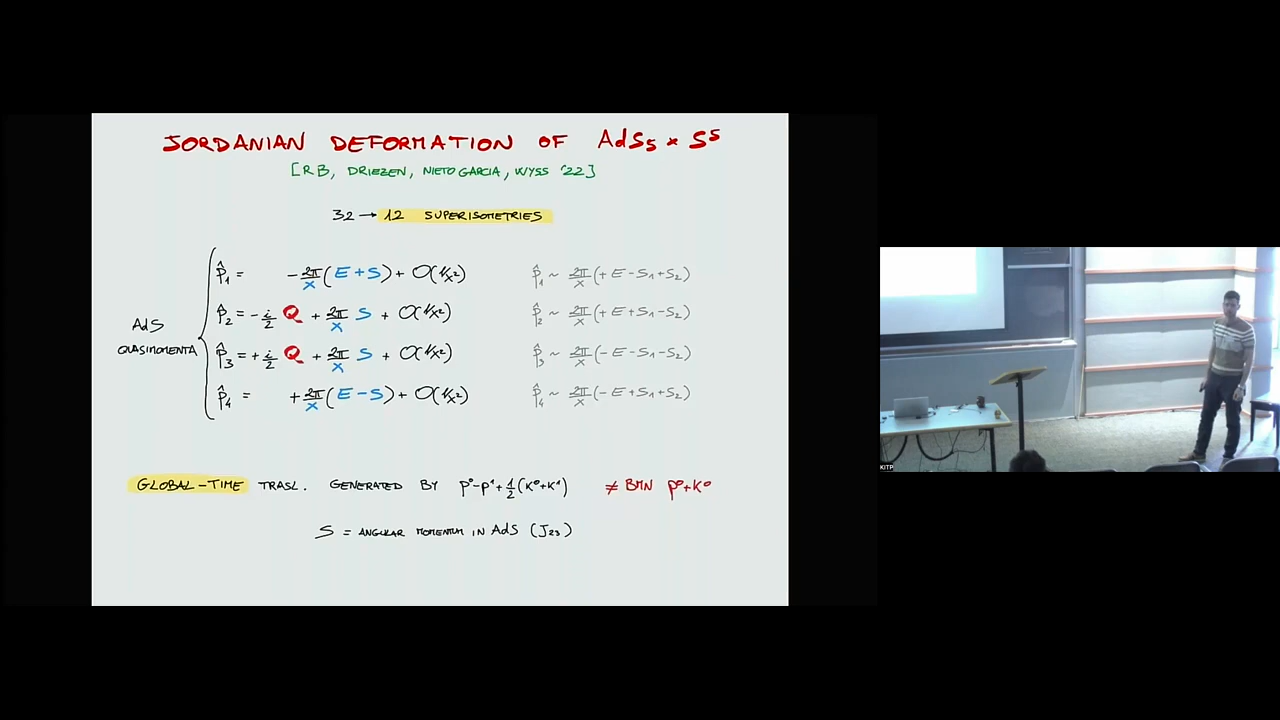 JORDANIAN DEFORMATION OF AdS₅ × S⁵
[RB, DRIEZEN, NIETO GARCIA, WYSS '22]
32 → 12 SUPERISOMETRIES
AdS QUASIMOMENTA
p̂₁ = -2π/x (E + S) + O(1/x²)    p̂₁ ~ 2π/x (+E - S₁ + S₂)
p̂₂ = -i/2 Q + 2π/x S + O(1/x²)    p̂₂ ~ 2π/x (+E + S₁ - S₂)
p̂₃ = +i/2 Q + 2π/x S + O(1/x²)    p̂₃ ~ 2π/x (-E - S₁ - S₂)
p̂₄ = +2π/x (E - S) + O(1/x²)    p̂₄ ~ 2π/x (-E + S₁ + S₂)
GLOBAL-TIME TRASL. GENERATED BY p⁰-p¹+1/2(k⁰+k¹)    ≠ BMN p⁰+k⁰
S = ANGULAR MOMENTUM IN AdS (J₂₃)
KITP